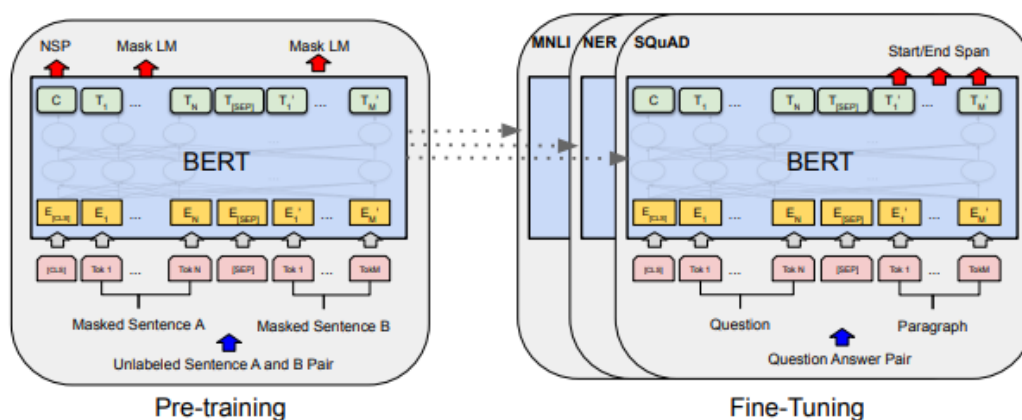 NSP Mask LM Mask LM
C T1 ... TN T[SEP] T1' ... TM'
BERT
E[CLS] E1 ... EN E[SEP] E1' ... EM'
[CLS] Tok 1 ... Tok N [SEP] Tok 1 ... TokM
Masked Sentence A Masked Sentence B
Unlabeled Sentence A and B Pair
Pre-training
MNLI NER SQuAD
Start/End Span
C T1 ... TN T[SEP] T1' ... TM'
BERT
E[CLS] E1 ... EN E[SEP] E1' ... EM'
[CLS] Tok 1 ... Tok N [SEP] Tok 1 ... TokM
Question Paragraph
Question Answer Pair
Fine-Tuning